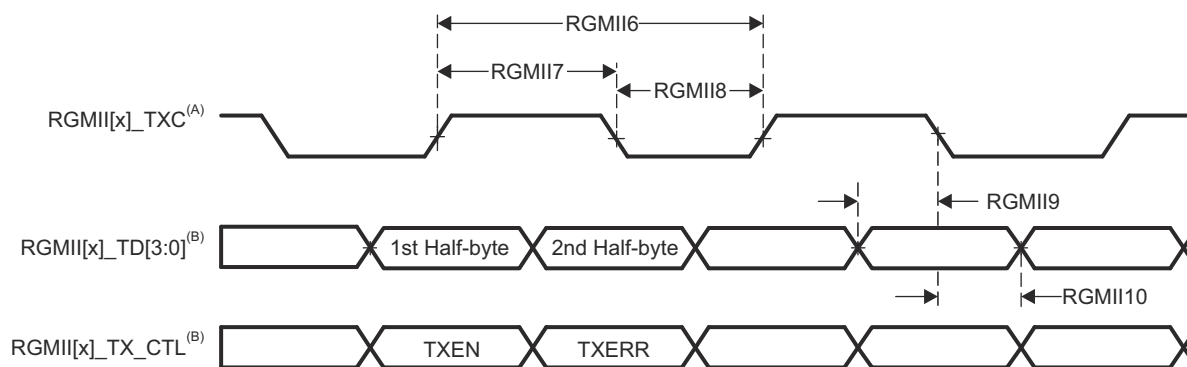 RGMII6
RGMII7
RGMII8
RGMII[x]_TXC(A)
RGMII9
RGMII[x]_TD[3:0](B)
1st Half-byte
2nd Half-byte
RGMII10
RGMII[x]_TX_CTL(B)
TXEN
TXERR